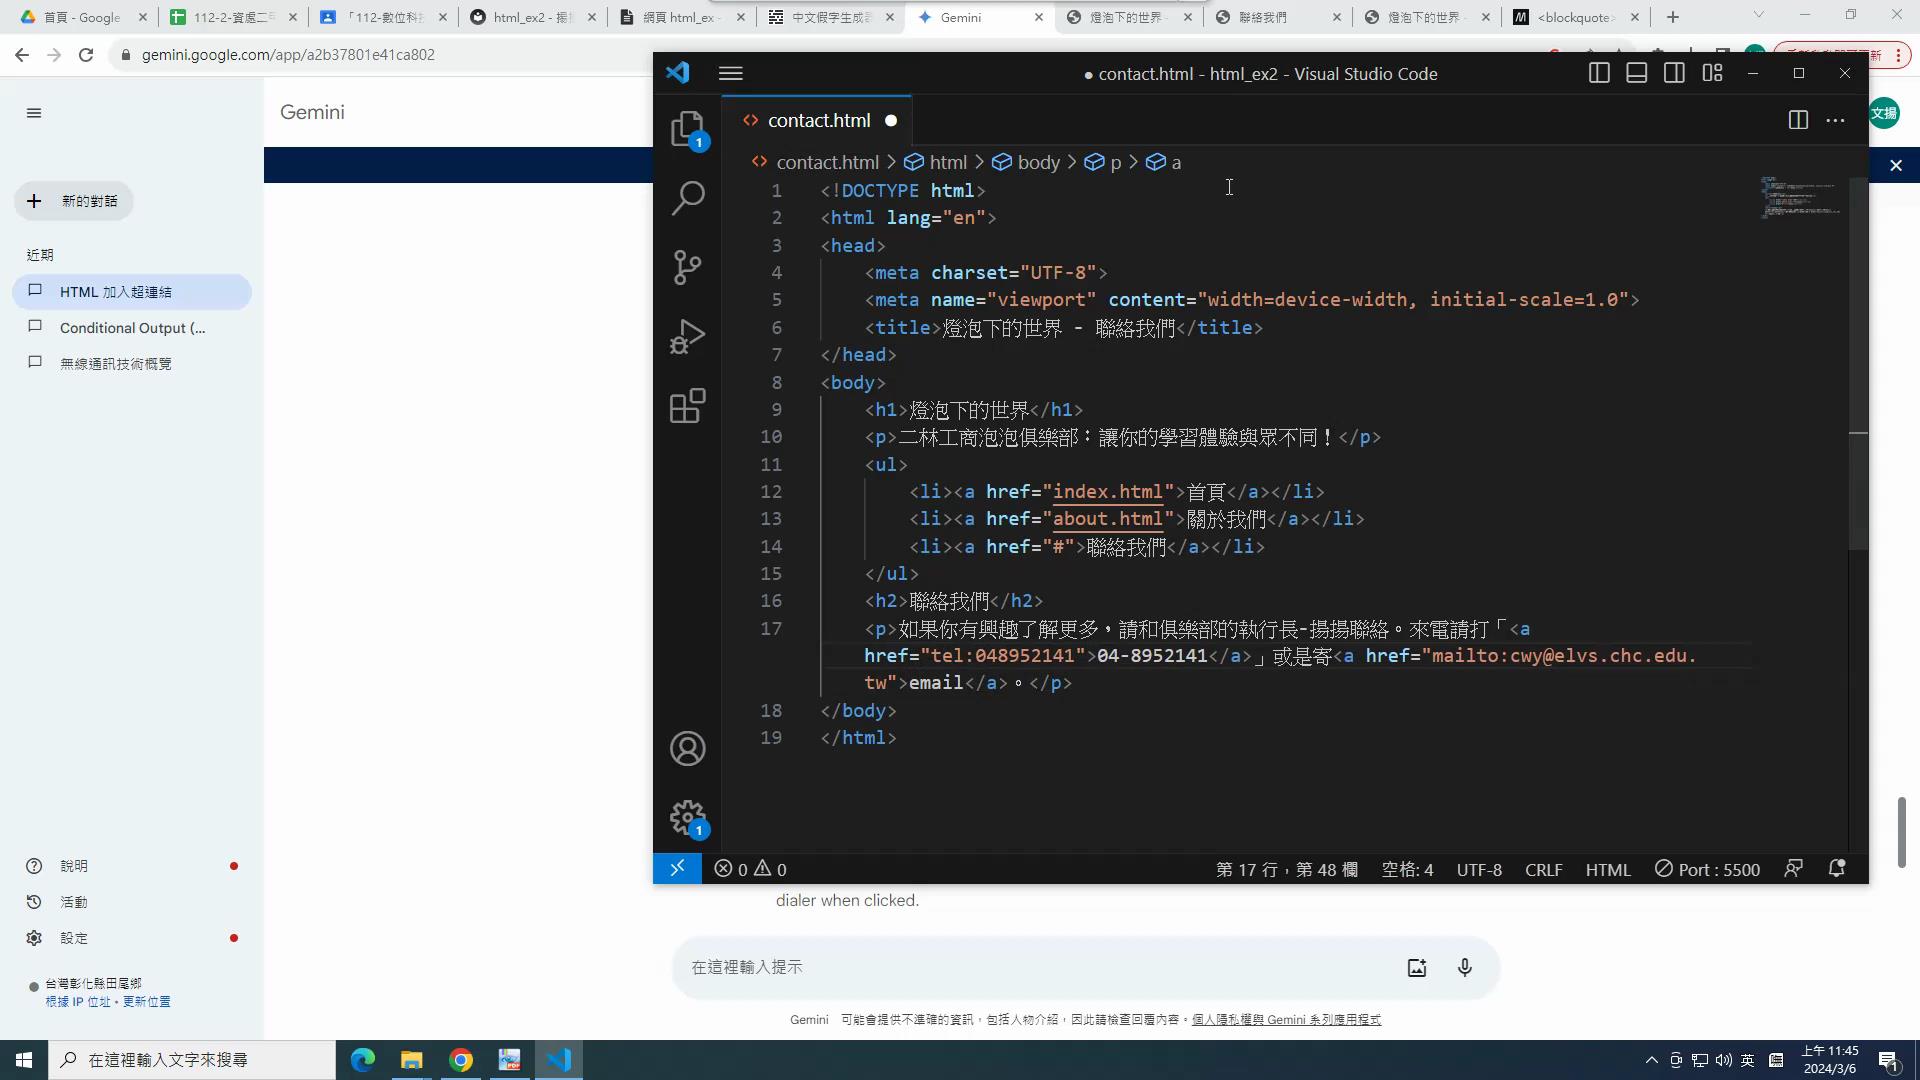 首頁 - Google
112-2-資處二甲
「112-數位科技
html_ex2 - 揚揚
網頁 html_ex
中文假字生成器
Gemini
燈泡下的世界 -
聯絡我們
燈泡下的世界 -
<blockquote>
gemini.google.com/app/a2b37801e41ca802
Gemini
新的對話
近期
HTML 加入超連結
Conditional Output (...
無線通訊技術概覽
說明
活動
設定
台灣彰化縣田尾鄉
根據 IP 位址 • 更新位置
文揚
● contact.html - html_ex2 - Visual Studio Code
<> contact.html ●
<> contact.html > html > body > p > a
1 <!DOCTYPE html>
2 <html lang="en">
3 <head>
4 <meta charset="UTF-8">
5 <meta name="viewport" content="width=device-width, initial-scale=1.0">
6 <title>燈泡下的世界 - 聯絡我們</title>
7 </head>
8 <body>
9 <h1>燈泡下的世界</h1>
10 <p>二林工商泡泡俱樂部：讓你的學習體驗與眾不同！</p>
11 <ul>
12 <li><a href="index.html">首頁</a></li>
13 <li><a href="about.html">關於我們</a></li>
14 <li><a href="#">聯絡我們</a></li>
15 </ul>
16 <h2>聯絡我們</h2>
17 <p>如果你有興趣了解更多，請和俱樂部的執行長-揚揚聯絡。來電請打「<a
href="tel:048952141">04-8952141</a>」或是寄<a href="mailto:cwy@elvs.chc.edu.
tw">email</a>。</p>
18 </body>
19 </html>
1
1
0 0
第 17 行，第 48 欄
空格: 4
UTF-8
CRLF
HTML
Port : 5500
dialer when clicked.
在這裡輸入提示
Gemini 可能會提供不準確的資訊，包括人物介紹，因此請檢查回覆內容。個人隱私權與 Gemini 系列應用程式
在這裡輸入文字來搜尋
英
上午 11:45
2024/3/6
1